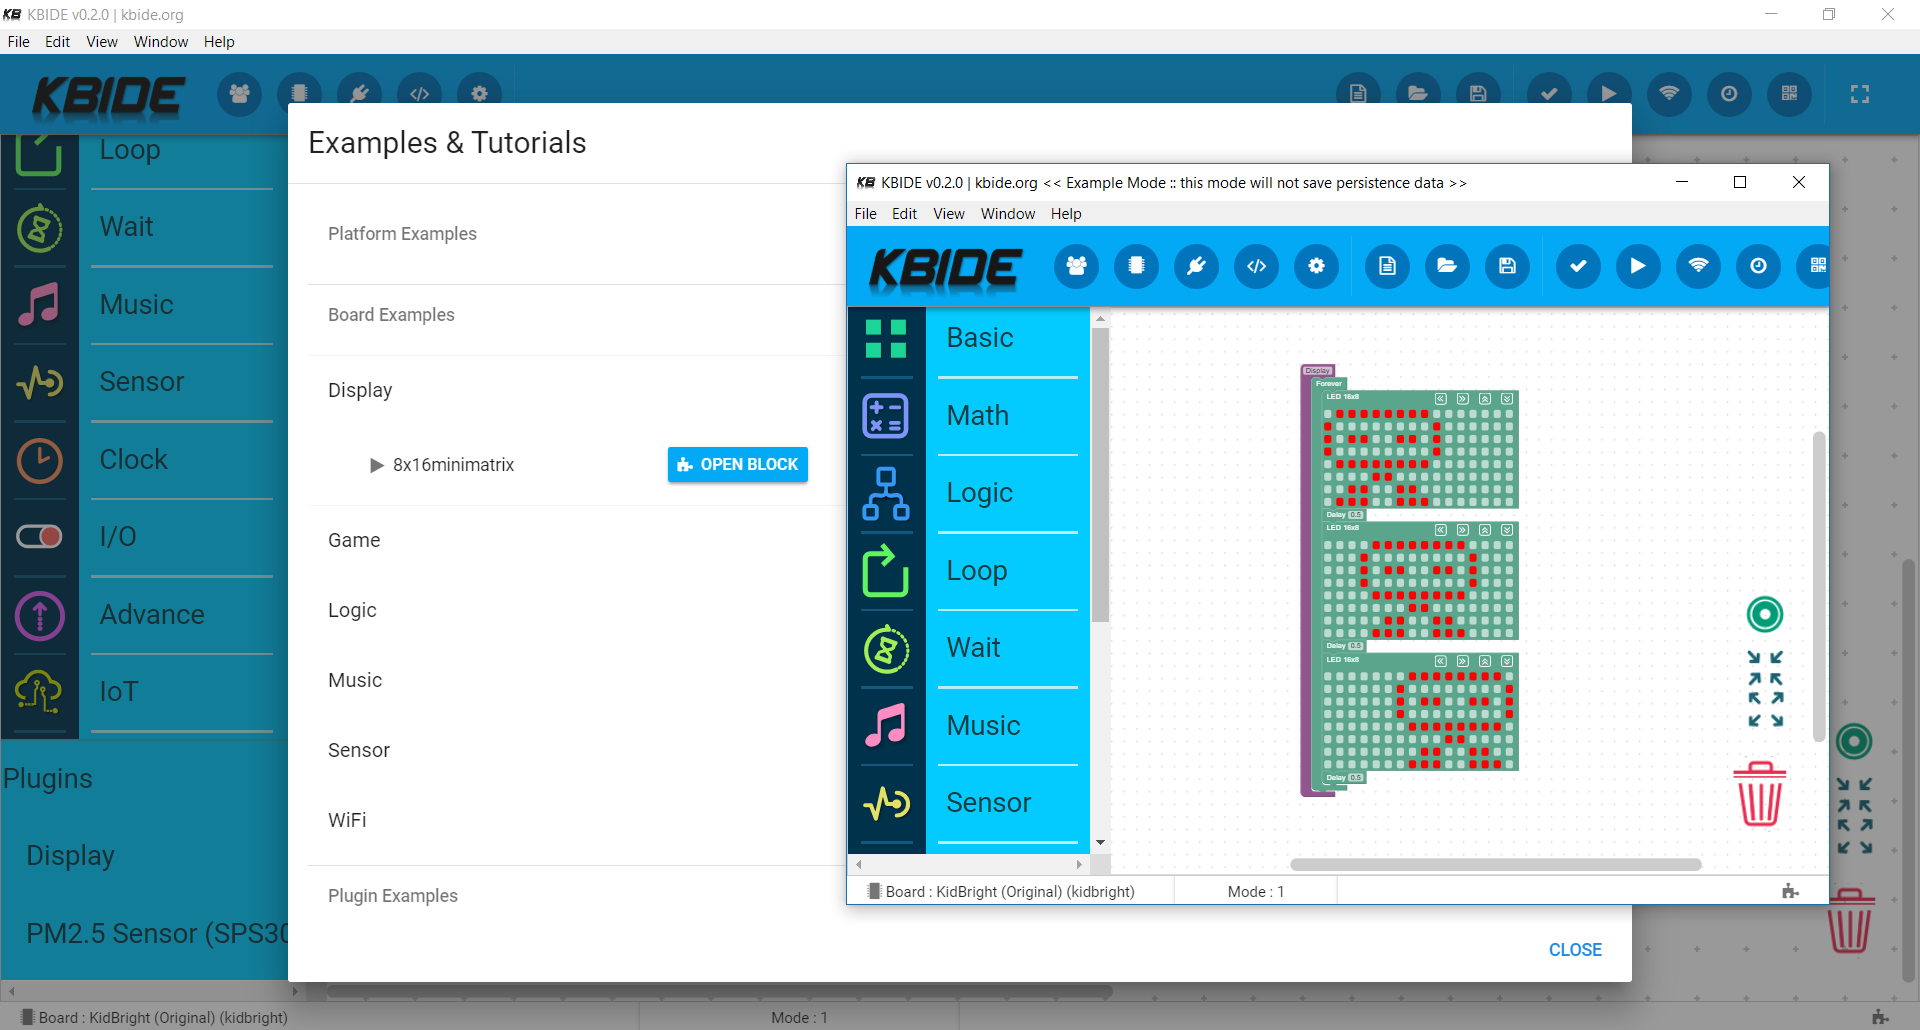 KB KBIDE v0.2.0 | kbide.org
File Edit View Window Help
KBIDE
Loop
Wait
Music
Sensor
Clock
I/O
Advance
IoT
Plugins
Display
PM2.5 Sensor (SPS30
Board : KidBright (Original) (kidbright)
Mode : 1
Examples & Tutorials
Platform Examples
Board Examples
Display
8x16minimatrix
OPEN BLOCK
Game
Logic
Music
Sensor
WiFi
Plugin Examples
CLOSE
KB KBIDE v0.2.0 | kbide.org << Example Mode :: this mode will not save persistence data >>
File Edit View Window Help
KBIDE
Basic
Math
Logic
Loop
Wait
Music
Sensor
Display
Forever
LED 16x8
Delay 0.5
LED 16x8
Delay 0.5
LED 16x8
Delay 0.5
Board : KidBright (Original) (kidbright)
Mode : 1